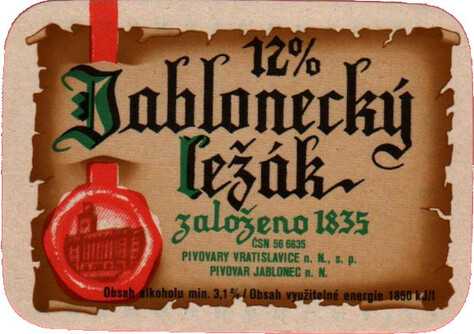 12%
Jablonecký
ležák
založeno 1835
ČSN 56 6635
PIVOVARY VRATISLAVICE n. N., s. p.
PIVOVAR JABLONEC n. N.
Obsah alkoholu min. 3,1 % / Obsah využitelné energie 1850 kJ/l